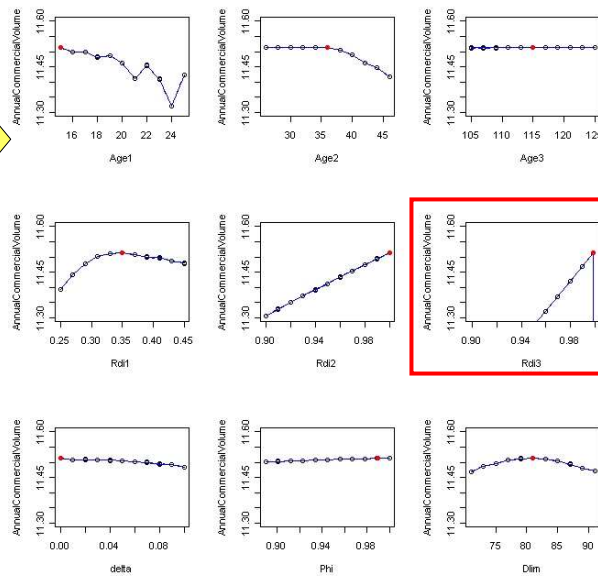 AnnualCommercialVolume
11.30 11.45 11.60
16 18 20 22 24
Age1
AnnualCommercialVolume
11.30 11.45 11.60
30 35 40 45
Age2
AnnualCommercialVolume
11.30 11.45 11.60
105 110 115 120 125
Age3
AnnualCommercialVolume
11.30 11.45 11.60
0.25 0.30 0.35 0.40 0.45
Rdi1
AnnualCommercialVolume
11.30 11.45 11.60
0.90 0.94 0.98
Rdi2
AnnualCommercialVolume
11.30 11.45 11.60
0.90 0.94 0.98
Rdi3
AnnualCommercialVolume
11.30 11.45 11.60
0.00 0.04 0.08
delta
AnnualCommercialVolume
11.30 11.45 11.60
0.90 0.94 0.98
Phi
AnnualCommercialVolume
11.30 11.45 11.60
75 80 85 90
Dlim